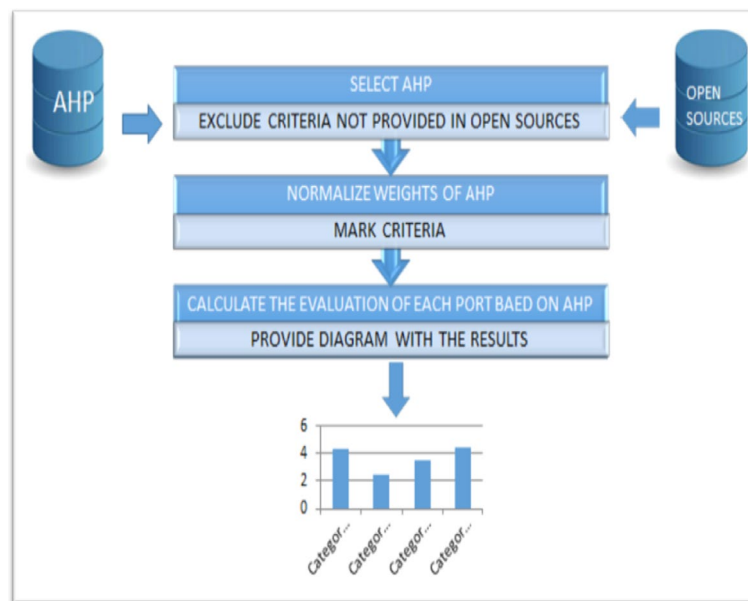 AHP
OPEN
SOURCES
SELECT AHP
EXCLUDE CRITERIA NOT PROVIDED IN OPEN SOURCES
NORMALIZE WEIGHTS OF AHP
MARK CRITERIA
CALCULATE THE EVALUATION OF EACH PORT BAED ON AHP
PROVIDE DIAGRAM WITH THE RESULTS
6
4
2
0
Categor...
Categor...
Categor...
Categor...